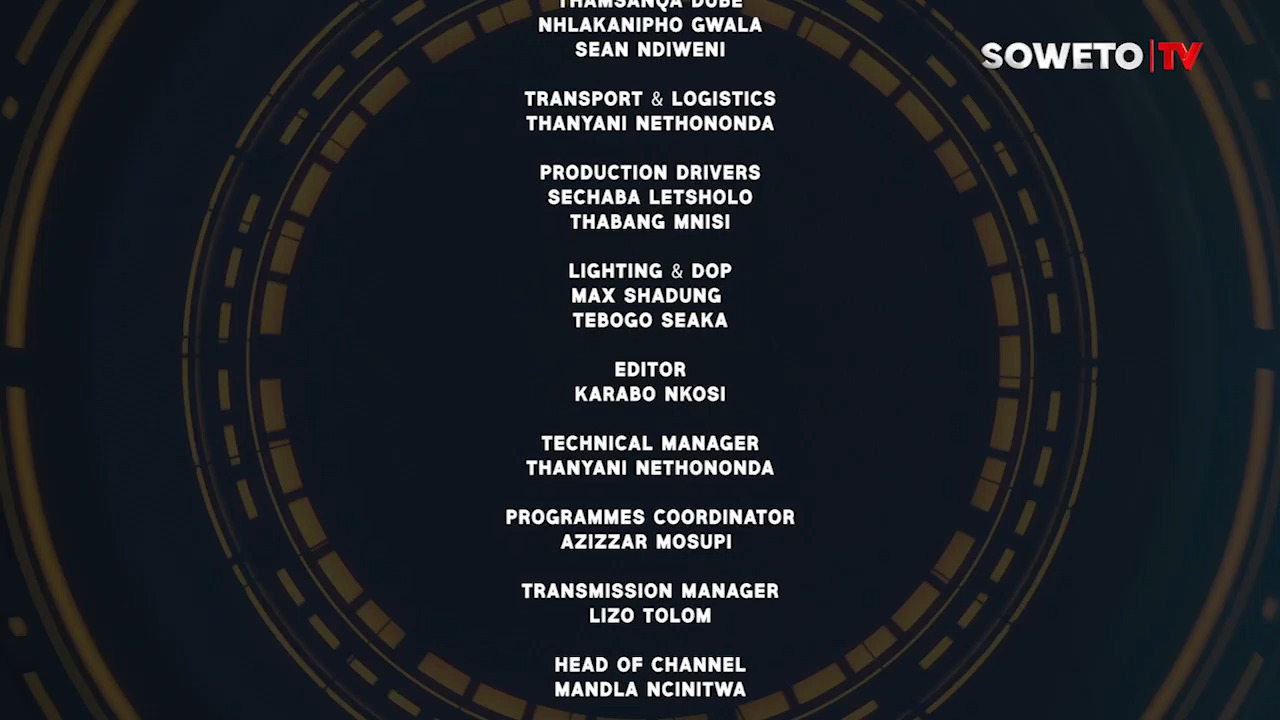 THAMSANQA DUBE
NHLAKANIPHO GWALA
SEAN NDIWENI
SOWETO TV
TRANSPORT & LOGISTICS
THANYANI NETHONONDA
PRODUCTION DRIVERS
SECHABA LETSHOLO
THABANG MNISI
LIGHTING & DOP
MAX SHADUNG
TEBOGO SEAKA
EDITOR
KARABO NKOSI
TECHNICAL MANAGER
THANYANI NETHONONDA
PROGRAMMES COORDINATOR
AZIZZAR MOSUPI
TRANSMISSION MANAGER
LIZO TOLOM
HEAD OF CHANNEL
MANDLA NCINITWA